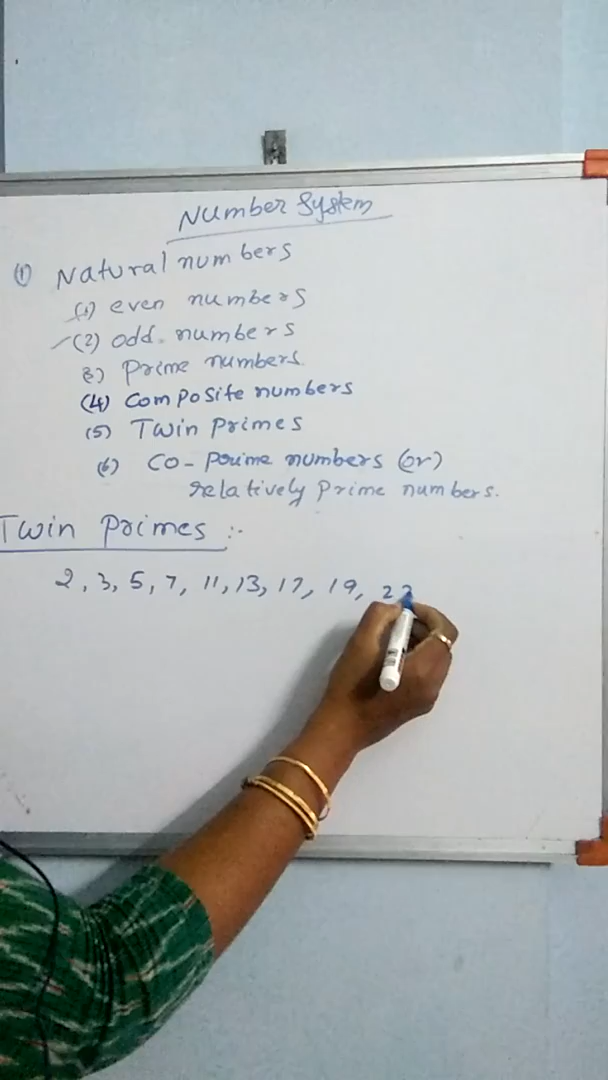 Number System
(1) Natural numbers
(1) even numbers
(2) odd numbers
3) Prime numbers.
(4) Composite numbers
(5) Twin Primes
(6) Co-prime numbers (or)
relatively prime numbers.
Twin Primes :-
2, 3, 5, 7, 11, 13, 17, 19, 23